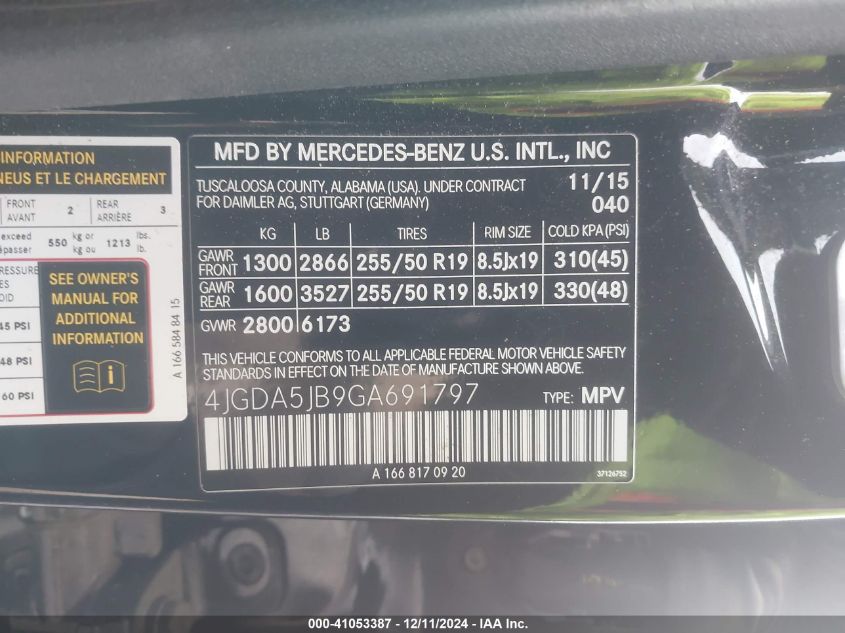 INFORMATION
NEUS ET LE CHARGEMENT
FRONT AVANT 2 REAR ARRIÈRE 3
exceed 550 kg or 1213 lbs.
passer kg ou lb.
RESSURE
ES
OID
45 PSI
48 PSI
60 PSI
SEE OWNER'S
MANUAL FOR
ADDITIONAL
INFORMATION
A 166 584 84 15
MFD BY MERCEDES-BENZ U.S. INTL., INC
TUSCALOOSA COUNTY, ALABAMA (USA). UNDER CONTRACT 11/15
FOR DAIMLER AG, STUTTGART (GERMANY) 040
KG LB TIRES RIM SIZE COLD KPA(PSI)
GAWR FRONT 1300 2866 255/50 R19 8.5Jx19 310(45)
GAWR REAR 1600 3527 255/50 R19 8.5Jx19 330(48)
GVWR 2800 6173
THIS VEHICLE CONFORMS TO ALL APPLICABLE FEDERAL MOTOR VEHICLE SAFETY
STANDARDS IN EFFECT ON THE DATE OF MANUFACTURE SHOWN ABOVE.
4JGDA5JB9GA691797 TYPE: MPV
A 166 817 09 20 37126752
000-41053387 - 12/11/2024 - IAA Inc.